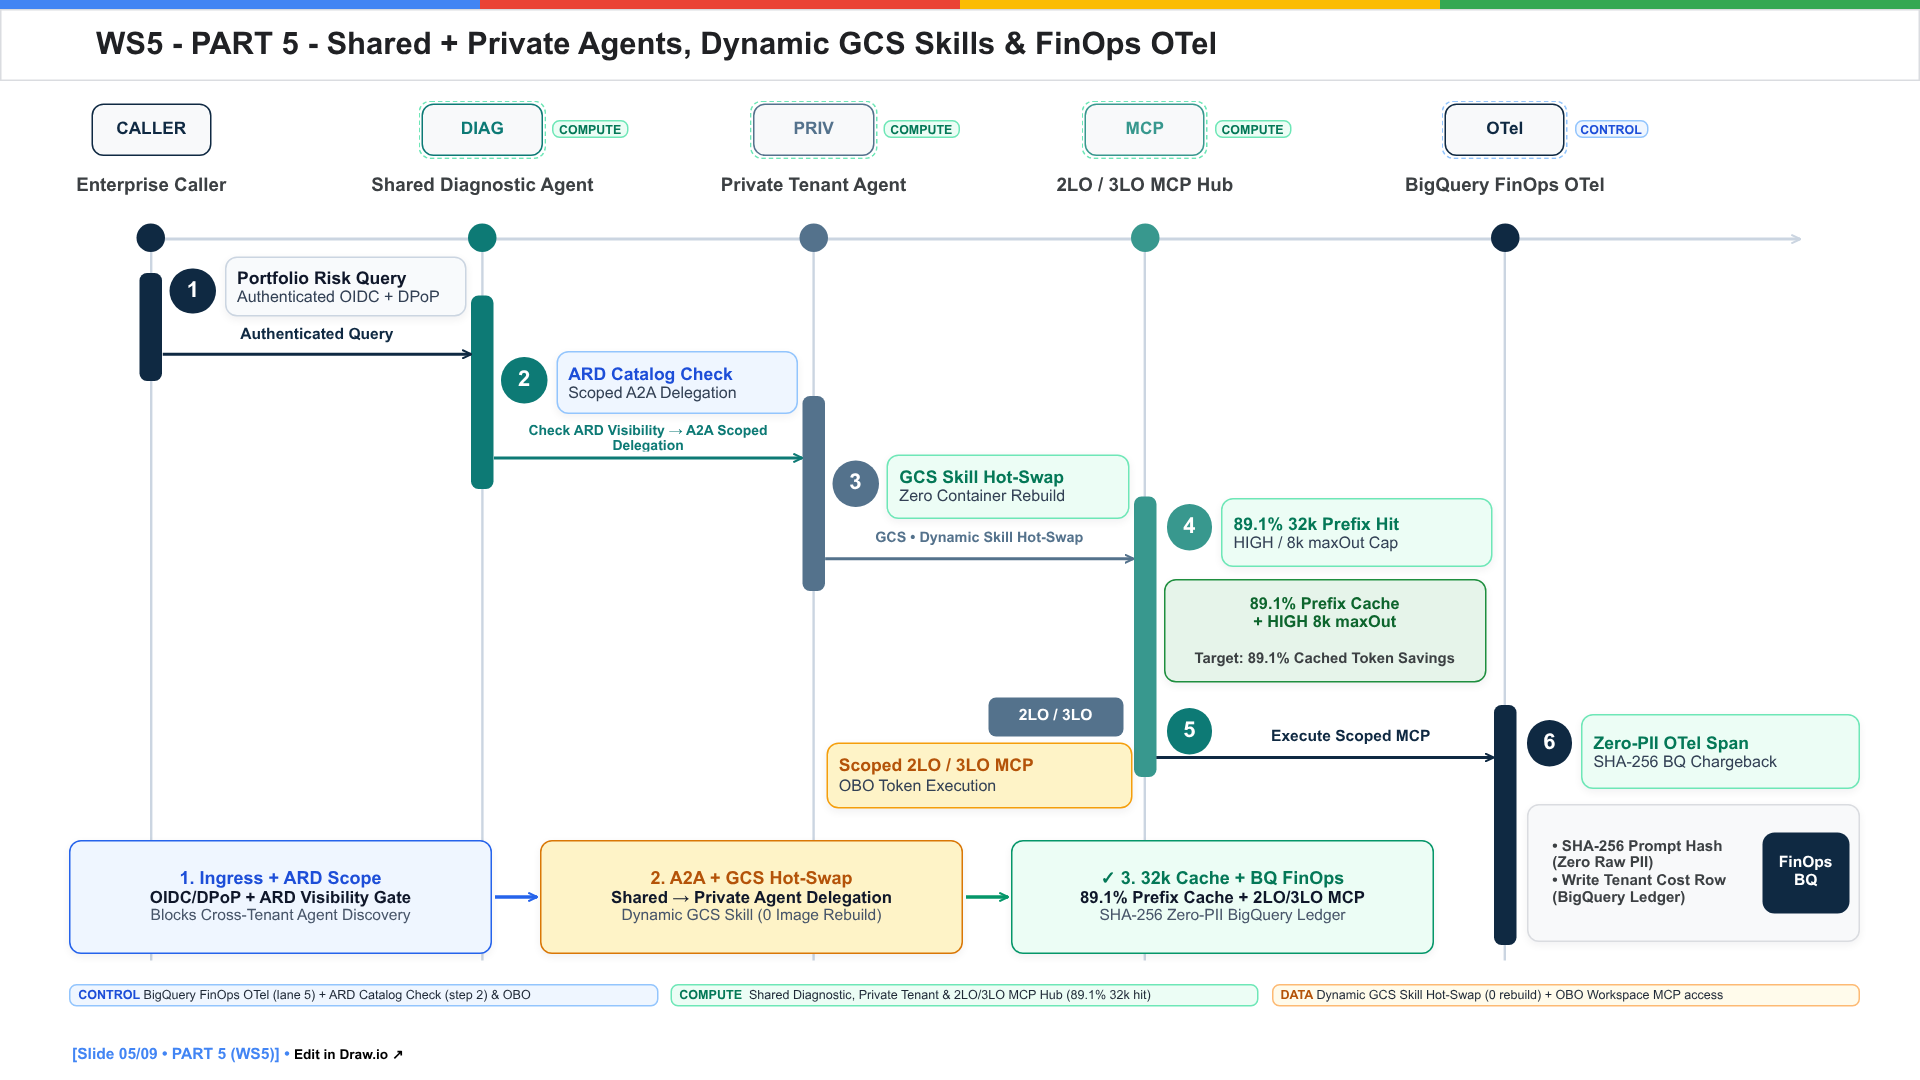 WS5 - PART 5 - Shared + Private Agents, Dynamic GCS Skills & FinOps OTel
CALLER
DIAG
COMPUTE
PRIV
COMPUTE
MCP
COMPUTE
OTel
CONTROL
Enterprise Caller
Shared Diagnostic Agent
Private Tenant Agent
2LO / 3LO MCP Hub
BigQuery FinOps OTel
1
Portfolio Risk Query
Authenticated OIDC + DPoP
Authenticated Query
2
ARD Catalog Check
Scoped A2A Delegation
Check ARD Visibility → A2A Scoped
Delegation
3
GCS Skill Hot-Swap
Zero Container Rebuild
GCS • Dynamic Skill Hot-Swap
4
89.1% 32k Prefix Hit
HIGH / 8k maxOut Cap
89.1% Prefix Cache
+ HIGH 8k maxOut
Target: 89.1% Cached Token Savings
2LO / 3LO
Scoped 2LO / 3LO MCP
OBO Token Execution
5
Execute Scoped MCP
6
Zero-PII OTel Span
SHA-256 BQ Chargeback
• SHA-256 Prompt Hash
(Zero Raw PII)
• Write Tenant Cost Row
(BigQuery Ledger)
FinOps
BQ
1. Ingress + ARD Scope
OIDC/DPoP + ARD Visibility Gate
Blocks Cross-Tenant Agent Discovery
2. A2A + GCS Hot-Swap
Shared → Private Agent Delegation
Dynamic GCS Skill (0 Image Rebuild)
✓ 3. 32k Cache + BQ FinOps
89.1% Prefix Cache + 2LO/3LO MCP
SHA-256 Zero-PII BigQuery Ledger
CONTROL BigQuery FinOps OTel (lane 5) + ARD Catalog Check (step 2) & OBO
COMPUTE Shared Diagnostic, Private Tenant & 2LO/3LO MCP Hub (89.1% 32k hit)
DATA Dynamic GCS Skill Hot-Swap (0 rebuild) + OBO Workspace MCP access
[Slide 05/09 • PART 5 (WS5)] • Edit in Draw.io ↗